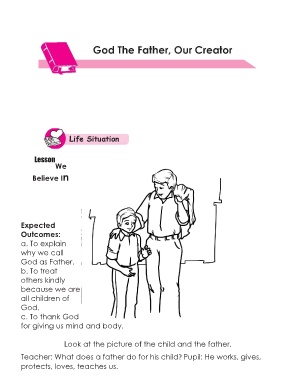 God The Father, Our Creator
Life Situation
Lesson
We
Believe In
Expected
Outcomes:
a. To explain
why we call
God as Father.
b. To treat
others kindly
because we are
all children of
God.
c. To thank God
for giving us mind and body.
Look at the picture of the child and the father.
Teacher: What does a father do for his child? Pupil: He works, gives,
protects, loves, teaches us.